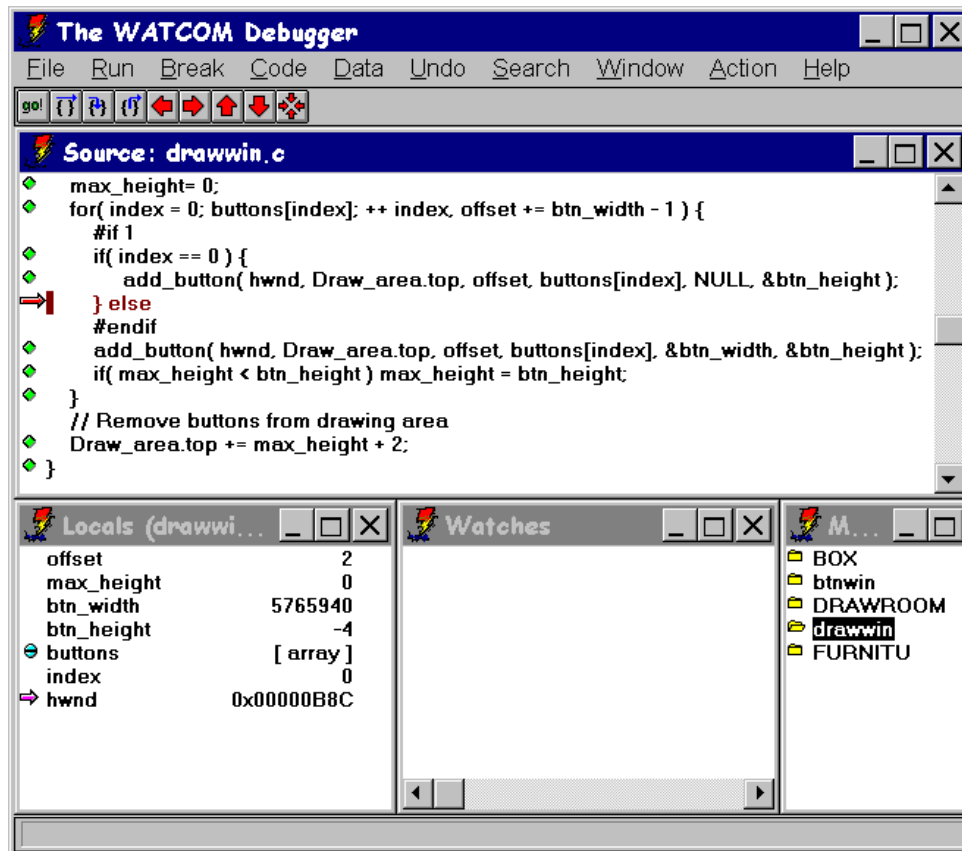 The WATCOM Debugger
File Run Break Code Data Undo Search Window Action Help
go!
Source: drawwin.c
max_height= 0;
for( index = 0; buttons[index]; ++ index, offset += btn_width - 1 ) {
#if 1
if( index == 0 ) {
add_button( hwnd, Draw_area.top, offset, buttons[index], NULL, &btn_height );
} else
#endif
add_button( hwnd, Draw_area.top, offset, buttons[index], &btn_width, &btn_height );
if( max_height < btn_height ) max_height = btn_height;
}
// Remove buttons from drawing area
Draw_area.top += max_height + 2;
}
Locals (drawwi...
offset 2
max_height 0
btn_width 5765940
btn_height -4
buttons [ array ]
index 0
hwnd 0x00000B8C
Watches
M...
BOX
btnwin
DRAWROOM
drawwin
FURNITU